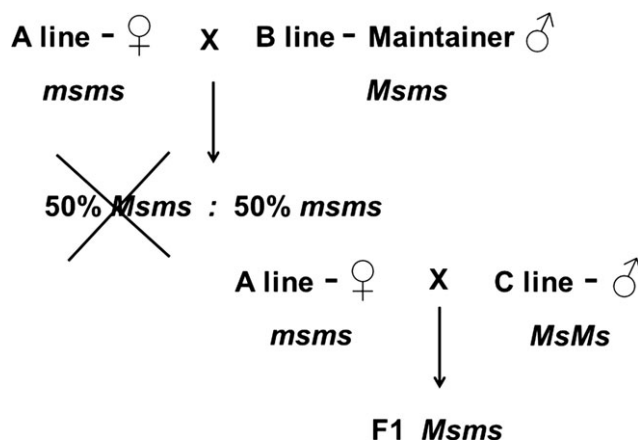 A line - ♀ X B line - Maintainer ♂
msms Msms
50% Msms : 50% msms
A line - ♀ X C line - ♂
msms MsMs
F1 Msms